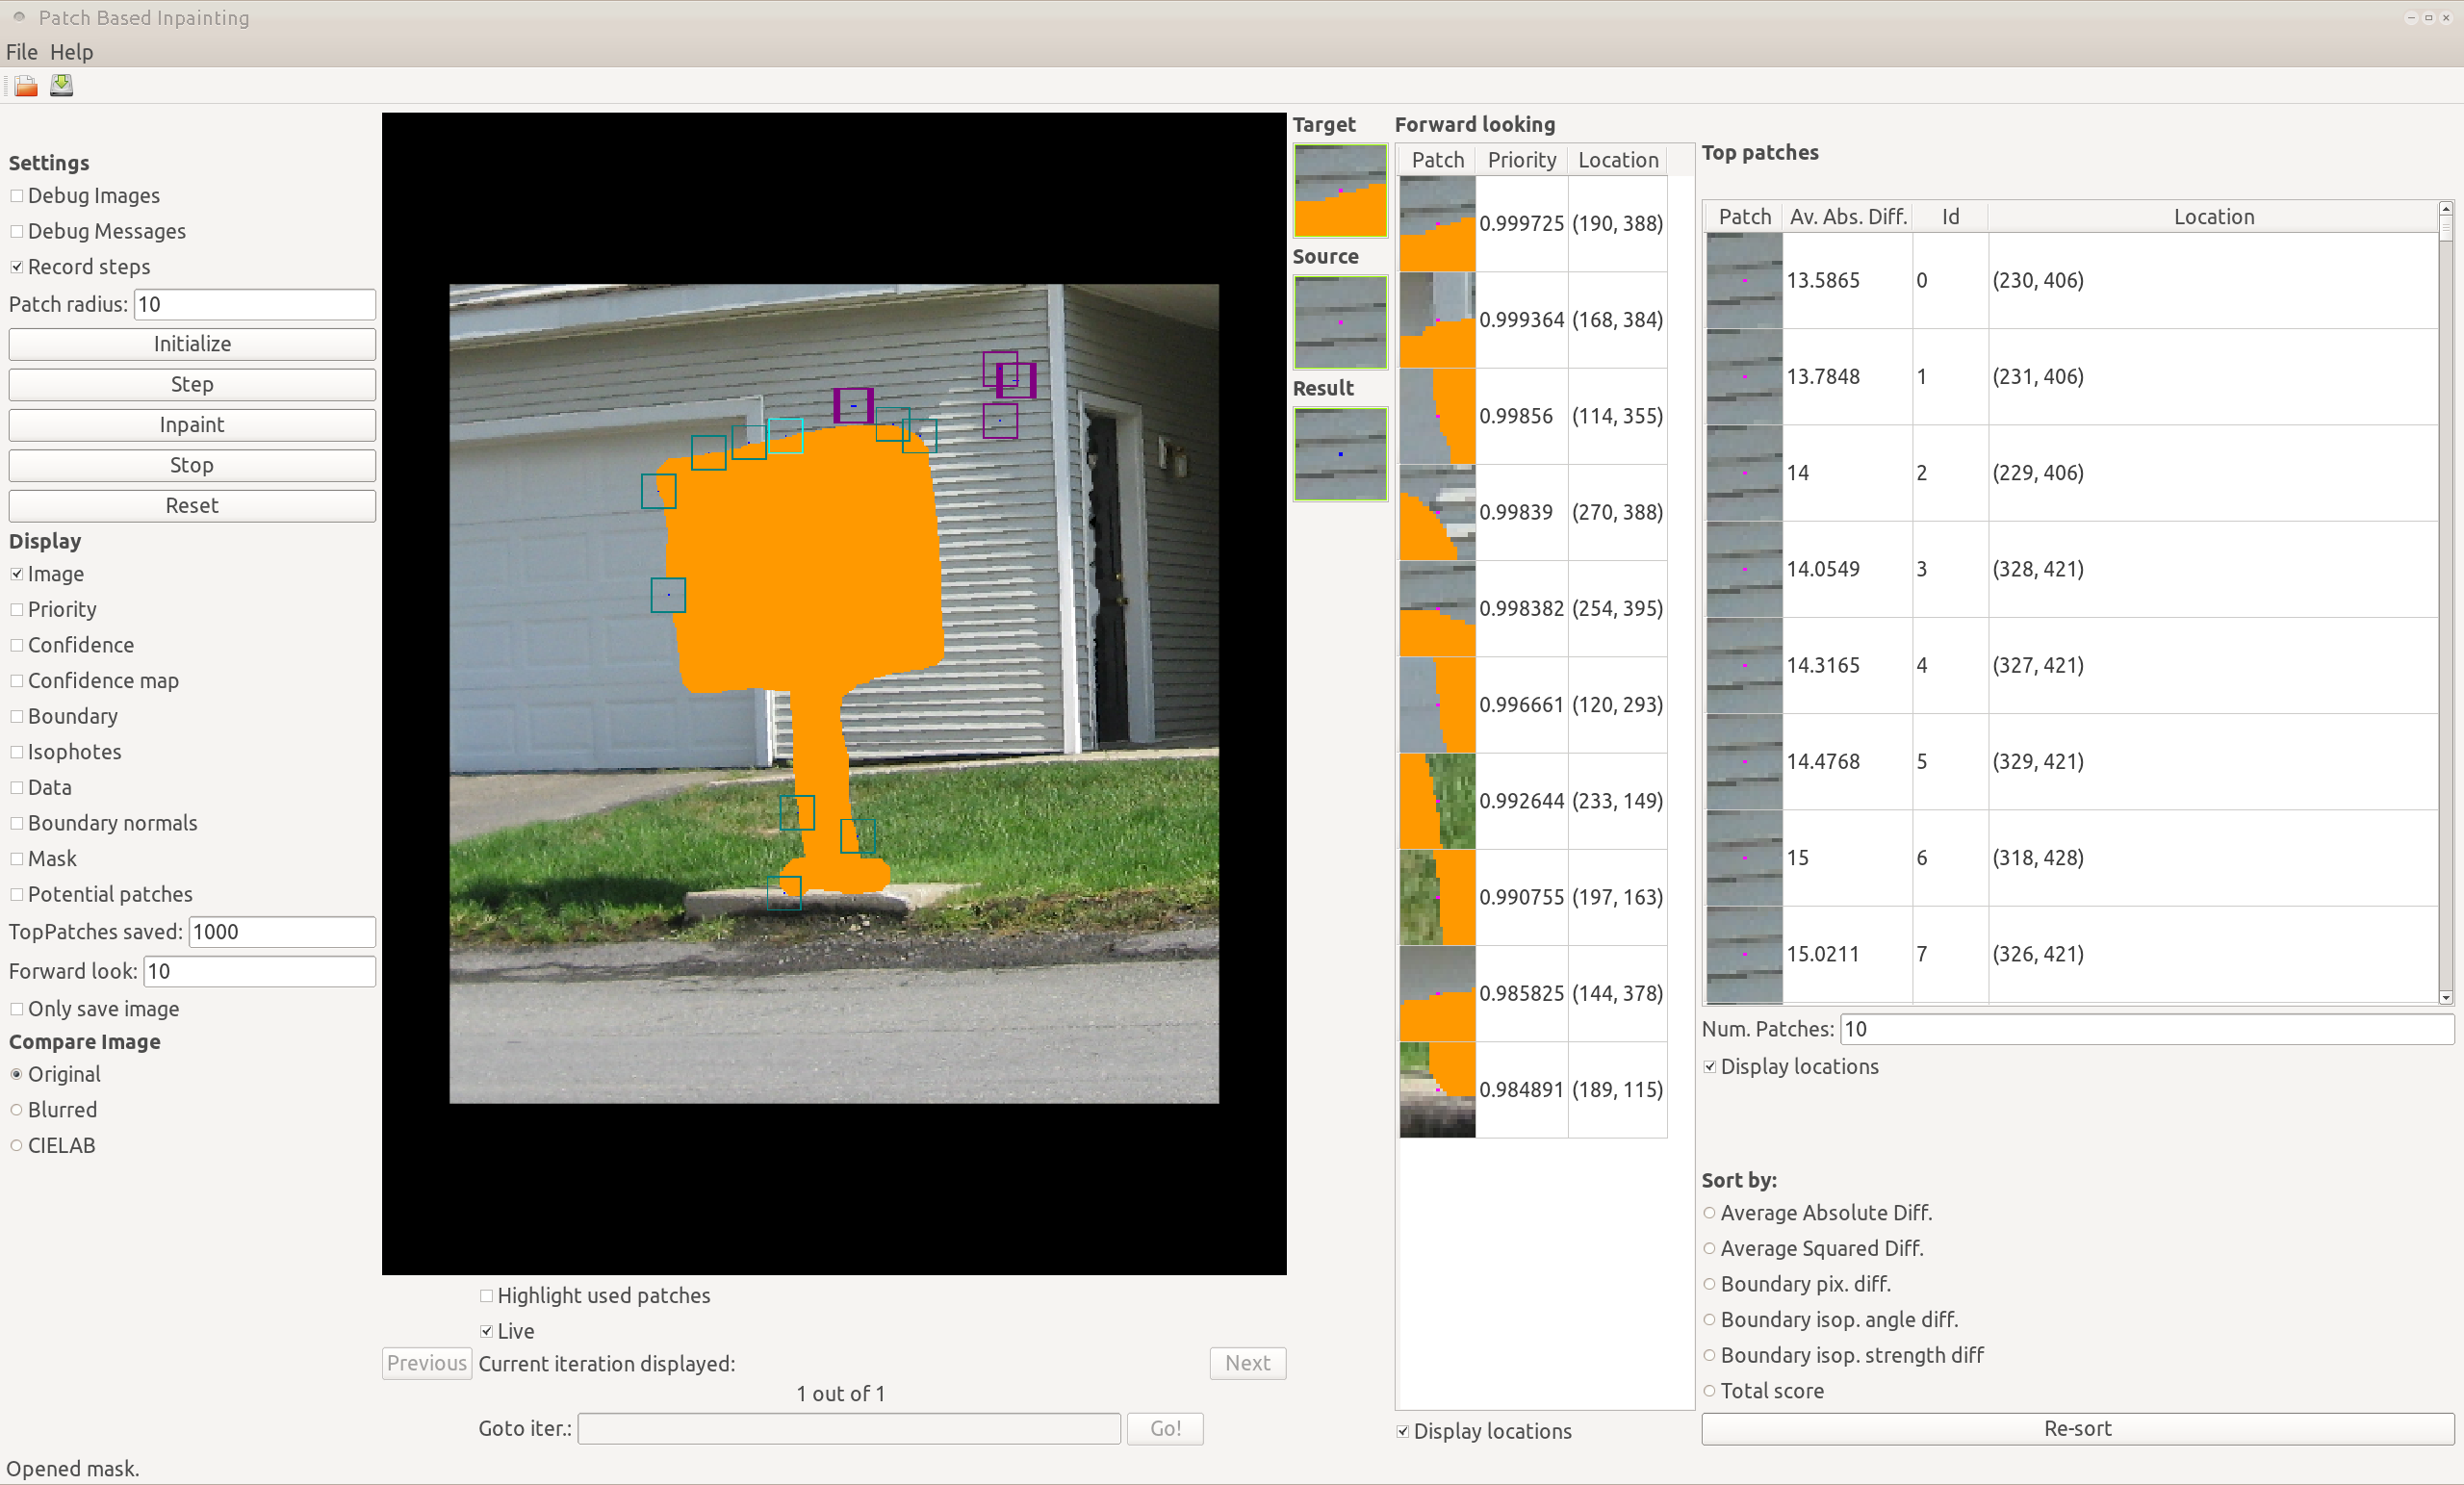 Patch Based Inpainting
File Help
Settings
Debug Images
Debug Messages
Record steps
Patch radius: 10
Initialize
Step
Inpaint
Stop
Reset
Display
Image
Priority
Confidence
Confidence map
Boundary
Isophotes
Data
Boundary normals
Mask
Potential patches
TopPatches saved: 1000
Forward look: 10
Only save image
Compare Image
Original
Blurred
CIELAB
Highlight used patches
Live
Previous Current iteration displayed: Next
1 out of 1
Goto iter.: Go!
Target
Source
Result
Forward looking
Patch Priority Location
0.999725 (190, 388)
0.999364 (168, 384)
0.99856 (114, 355)
0.99839 (270, 388)
0.998382 (254, 395)
0.996661 (120, 293)
0.992644 (233, 149)
0.990755 (197, 163)
0.985825 (144, 378)
0.984891 (189, 115)
Display locations
Top patches
Patch Av. Abs. Diff. Id Location
13.5865 0 (230, 406)
13.7848 1 (231, 406)
14 2 (229, 406)
14.0549 3 (328, 421)
14.3165 4 (327, 421)
14.4768 5 (329, 421)
15 6 (318, 428)
15.0211 7 (326, 421)
Num. Patches: 10
Display locations
Sort by:
Average Absolute Diff.
Average Squared Diff.
Boundary pix. diff.
Boundary isop. angle diff.
Boundary isop. strength diff
Total score
Re-sort
Opened mask.